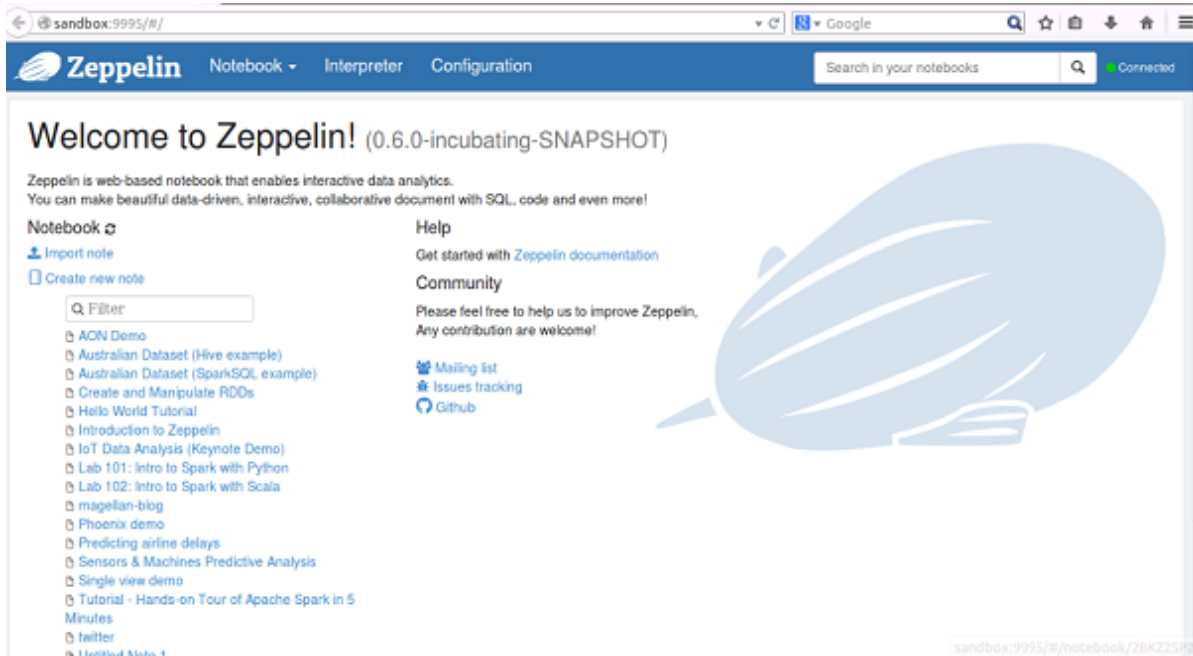 sandbox:9995/#/
Google
Zeppelin Notebook Interpreter Configuration
Search in your notebooks
Connected
Welcome to Zeppelin! (0.6.0-incubating-SNAPSHOT)
Zeppelin is web-based notebook that enables interactive data analytics.
You can make beautiful data-driven, interactive, collaborative document with SQL, code and even more!
Notebook
Import note
Create new note
Filter
AON Demo
Australian Dataset (Hive example)
Australian Dataset (SparkSQL example)
Create and Manipulate RDDs
Hello World Tutorial
Introduction to Zeppelin
IoT Data Analysis (Keynote Demo)
Lab 101: Intro to Spark with Python
Lab 102: Intro to Spark with Scala
magellan-blog
Phoenix demo
Predicting airline delays
Sensors & Machines Predictive Analysis
Single view demo
Tutorial - Hands-on Tour of Apache Spark in 5
Minutes
twitter
Untitled Note 1
Help
Get started with Zeppelin documentation
Community
Please feel free to help us to improve Zeppelin,
Any contribution are welcome!
Mailing list
Issues tracking
Github